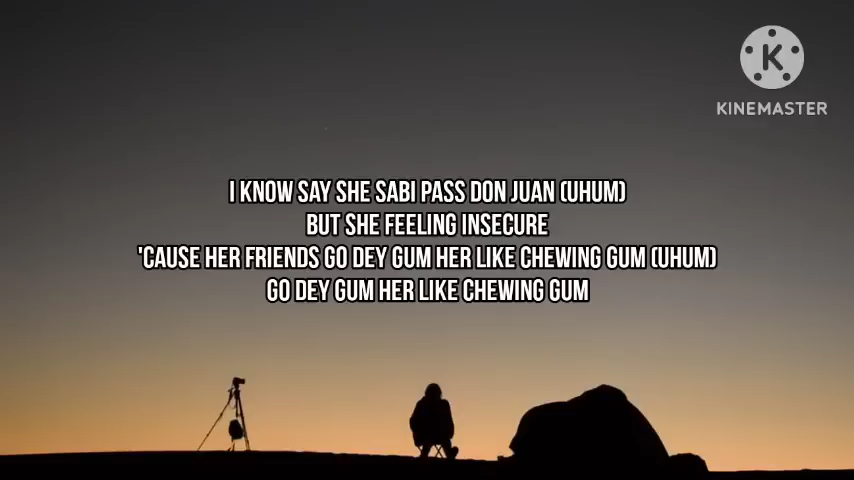 KINEMASTER
I KNOW SAY SHE SABI PASS DON JUAN (UHUM)
BUT SHE FEELING INSECURE
'CAUSE HER FRIENDS GO DEY GUM HER LIKE CHEWING GUM (UHUM)
GO DEY GUM HER LIKE CHEWING GUM